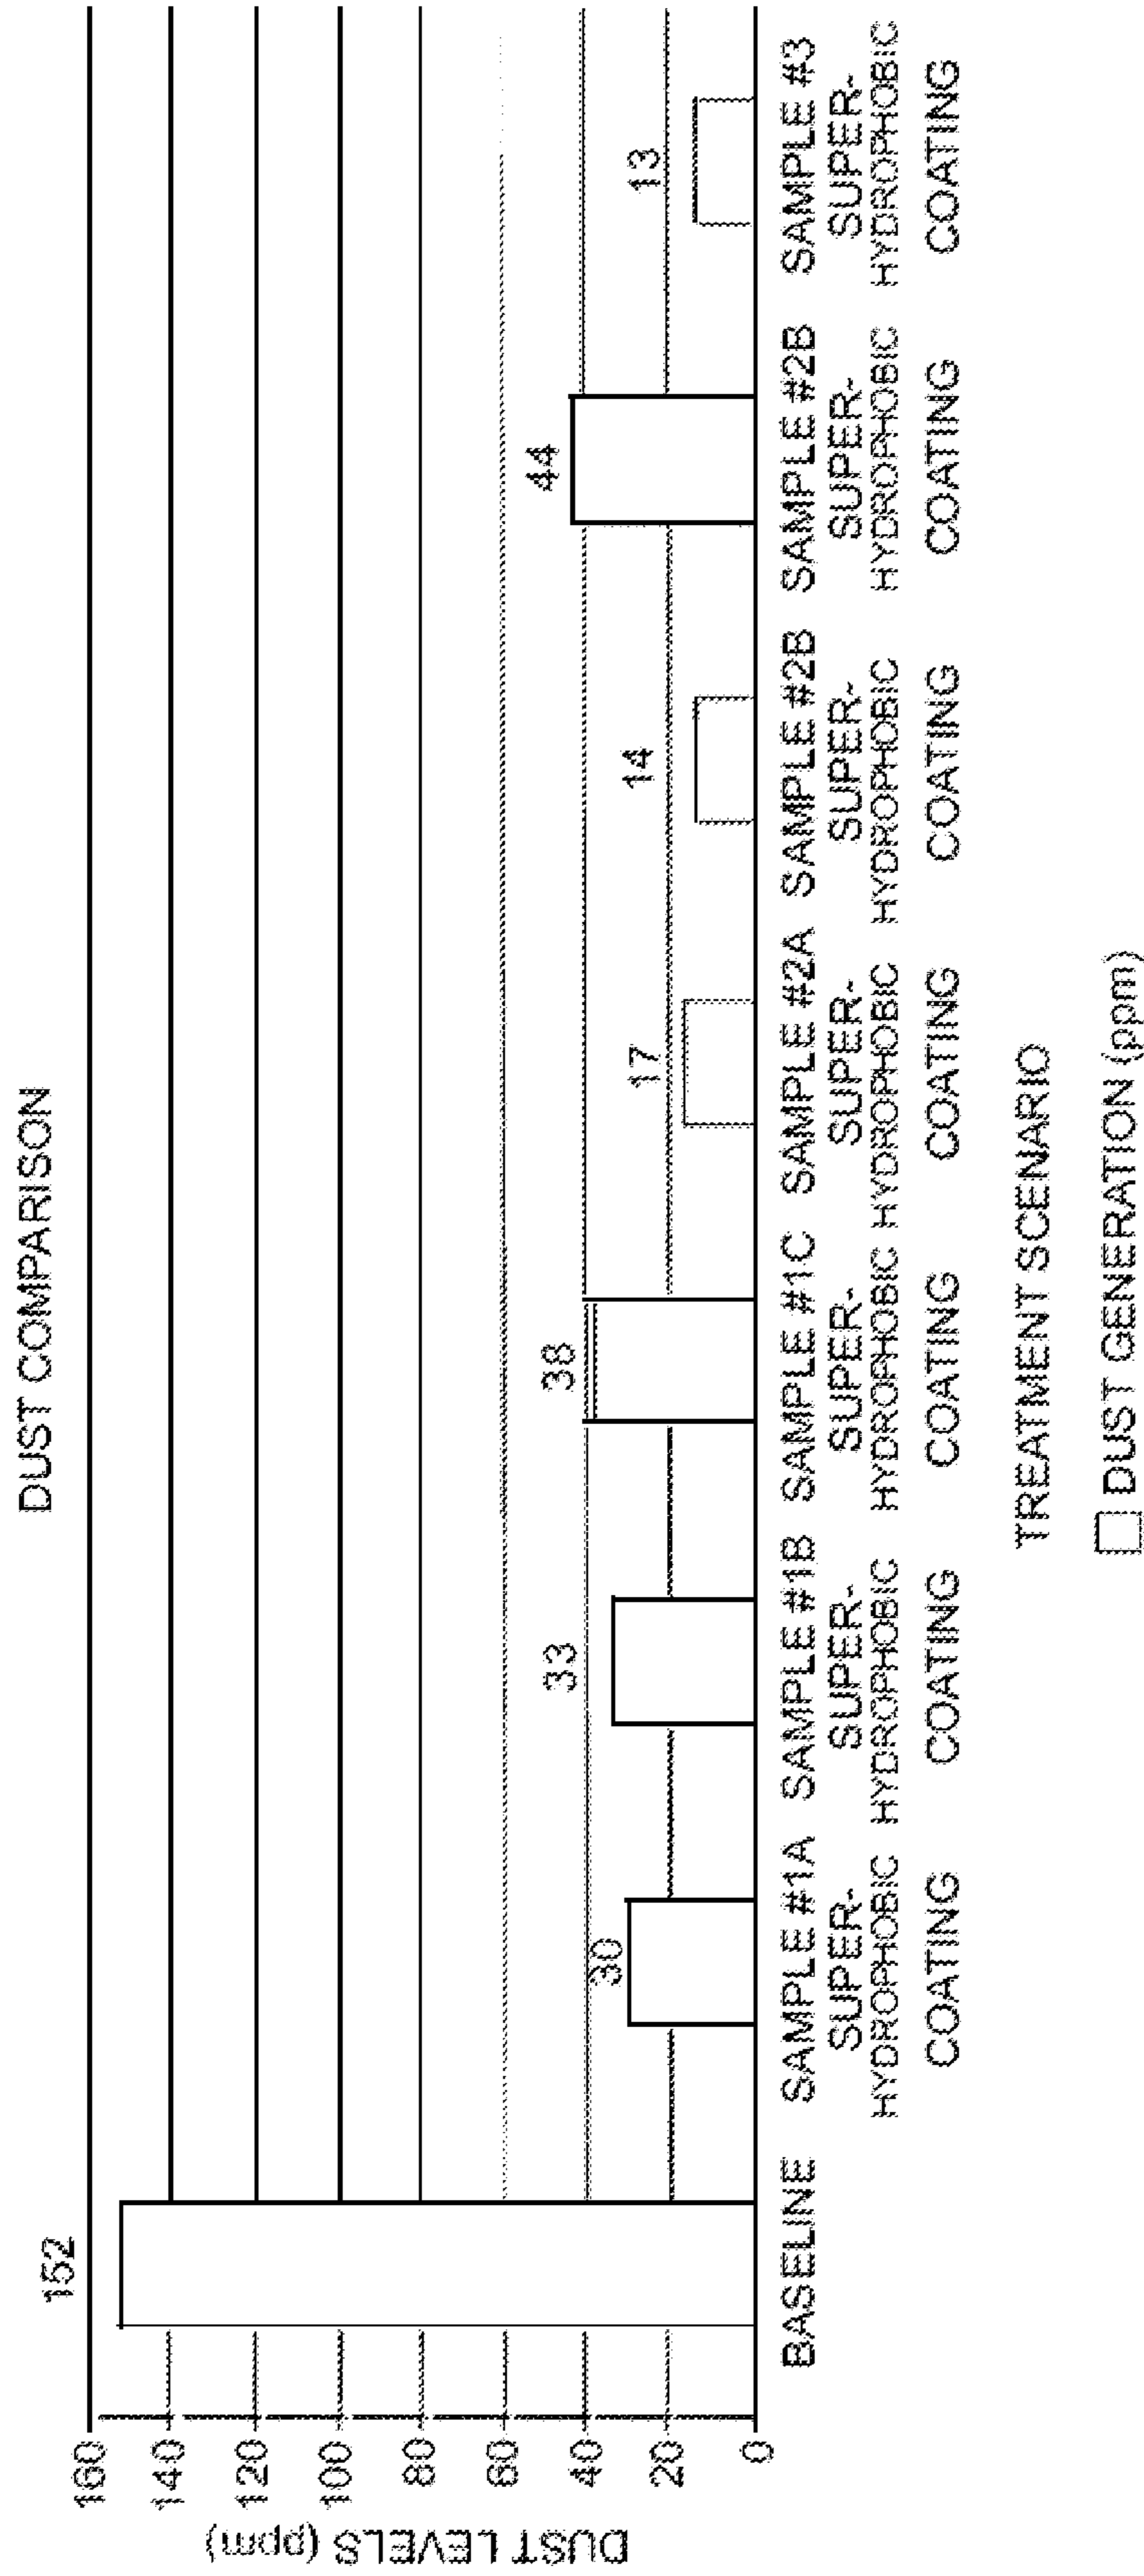 DUST COMPARISON
DUST LEVELS (ppm)
160
140
120
100
80
60
40
20
0
152
30
33
38
17
14
44
13
BASELINE
SAMPLE #1A
SUPER-
HYDROPHOBIC
COATING
SAMPLE #1B
SUPER-
HYDROPHOBIC
COATING
SAMPLE #1C
SUPER-
HYDROPHOBIC
COATING
SAMPLE #2A
SUPER-
HYDROPHOBIC
COATING
SAMPLE #2B
SUPER-
HYDROPHOBIC
COATING
SAMPLE #2B
SUPER-
HYDROPHOBIC
COATING
SAMPLE #3
SUPER-
HYDROPHOBIC
COATING
TREATMENT SCENARIO
DUST GENERATION (ppm)